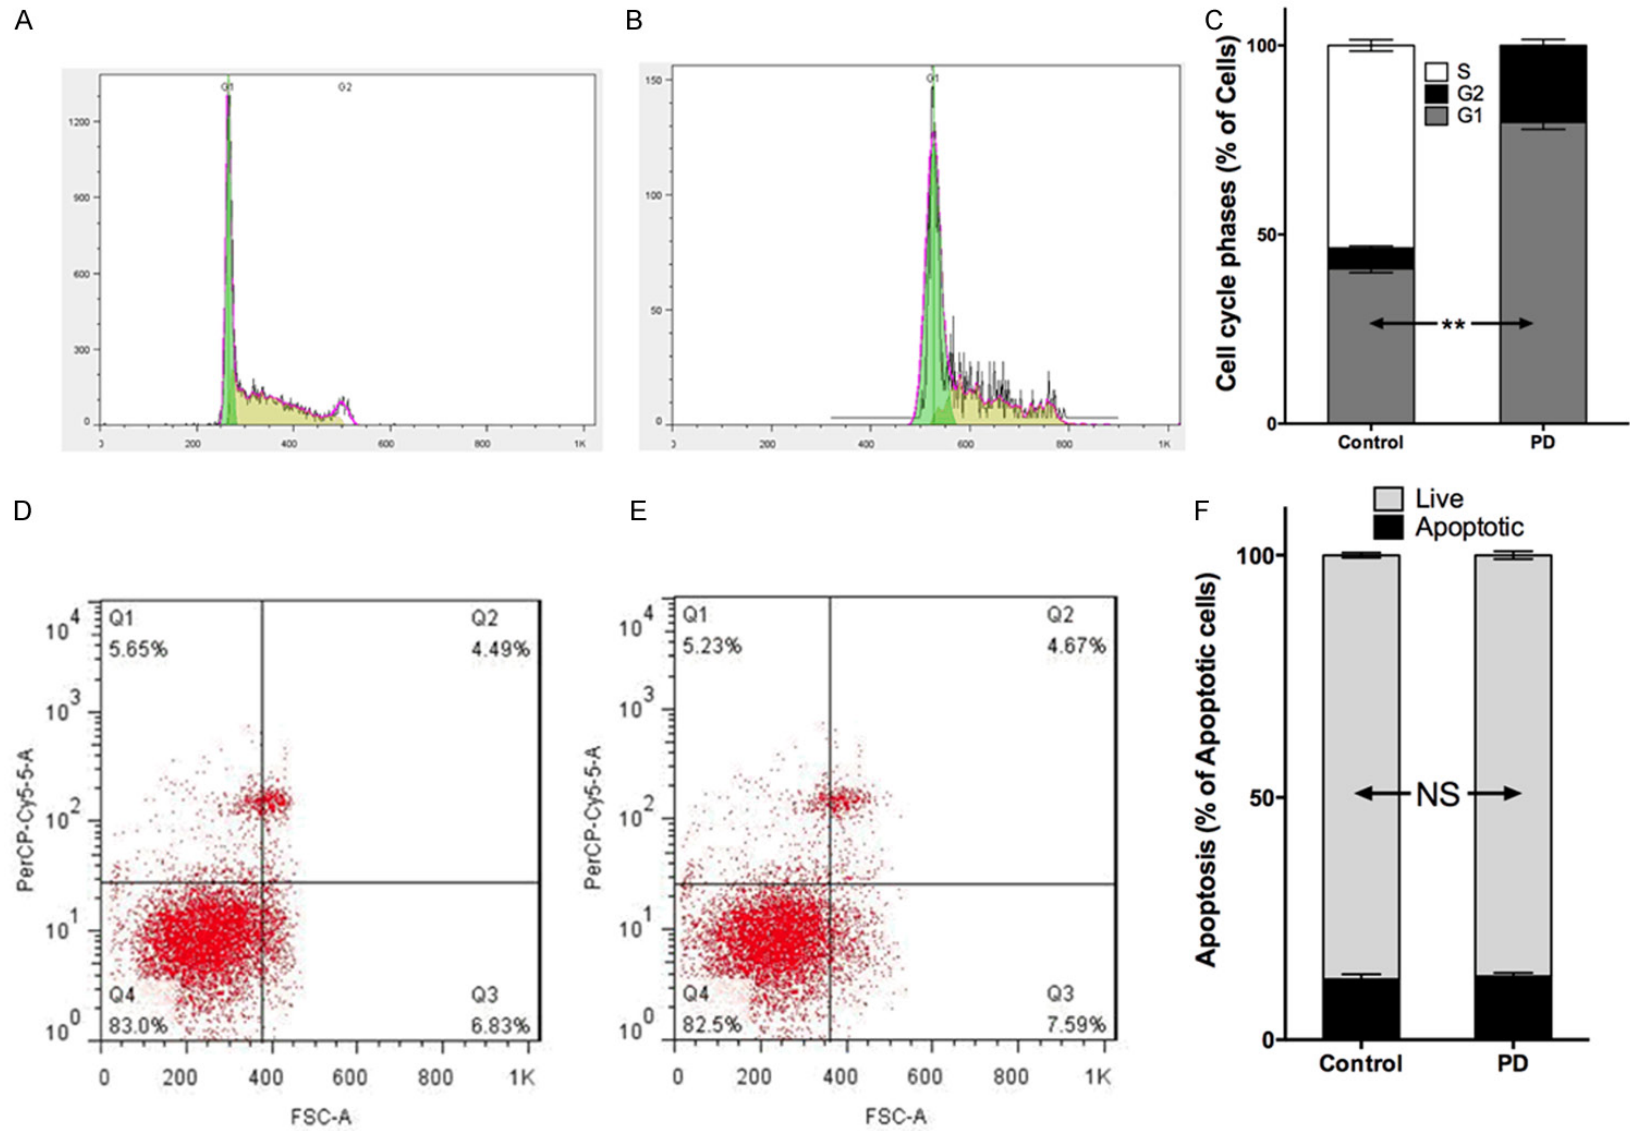 A
G1
G2
1200
900
600
300
0
0
200
400
600
800
1K
B
G1
150
100
50
0
0
200
400
600
800
1K
C
Cell cycle phases (% of Cells)
100
50
0
S
G2
G1
**
Control
PD
D
Q1
5.65%
Q2
4.49%
Q4
83.0%
Q3
6.83%
10^4
10^3
10^2
10^1
10^0
PerCP-Cy5-5-A
0
200
400
600
800
1K
FSC-A
E
Q1
5.23%
Q2
4.67%
Q4
82.5%
Q3
7.59%
10^4
10^3
10^2
10^1
10^0
PerCP-Cy5-5-A
0
200
400
600
800
1K
FSC-A
F
Live
Apoptotic
Apoptosis (% of Apoptotic cells)
100
50
0
NS
Control
PD